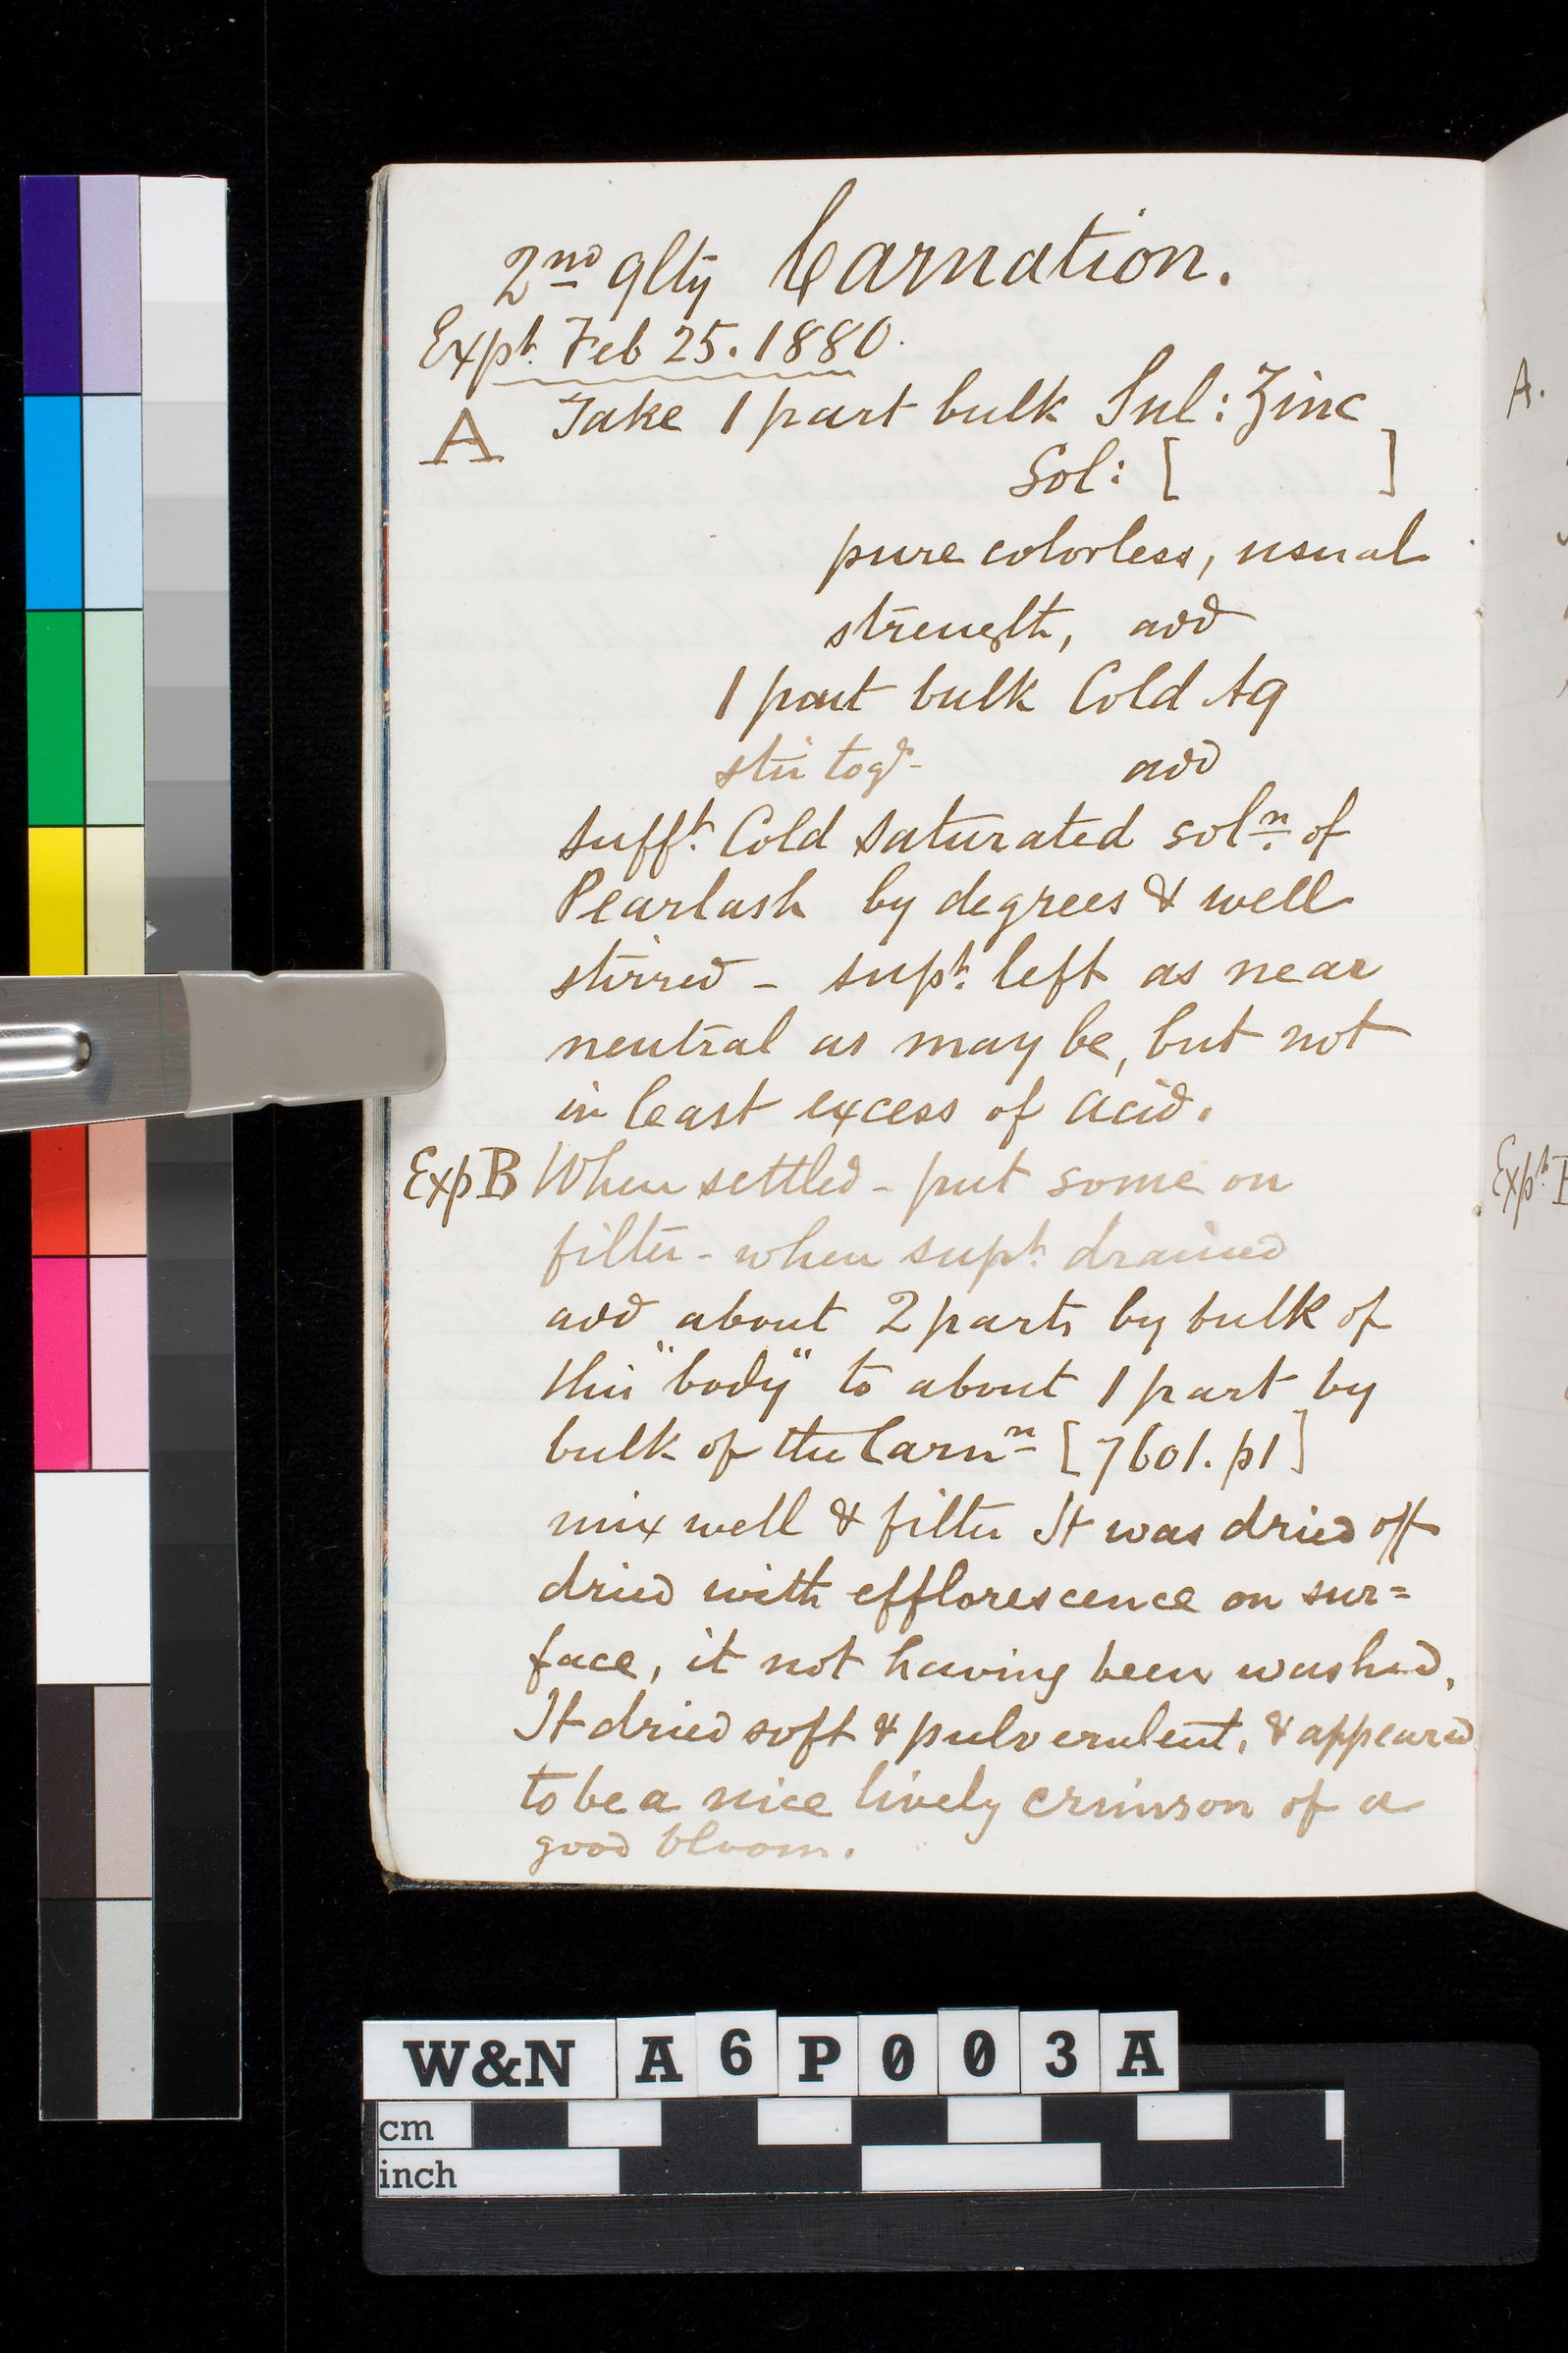 2nd qlty Carnation.
Expt. Feb 25. 1880.
A Take 1 part bulk Sul: Zinc
Sol: [ ]
pure colorless, usual
strength, add
1 part bulk Cold Aq
stir togr- add
sufft. Cold saturated soln. of
Pearlash by degrees & well
stirred - supt. left as near
neutral as may be, but not
in least excess of acid.
Exp B When settled - put some on
filter - when supt. drained
add about 2 parts by bulk of
this "body" to about 1 part by
bulk of the Carnn [7601. p1]
mix well & filter It was dried off
dried with efflorescence on sur=
face, it not having been washed.
It dried soft & pulverulent, & appeared
to be a nice lively crimson of a
good bloom.
A.
Expt.
W&N A6P003A
cm
inch